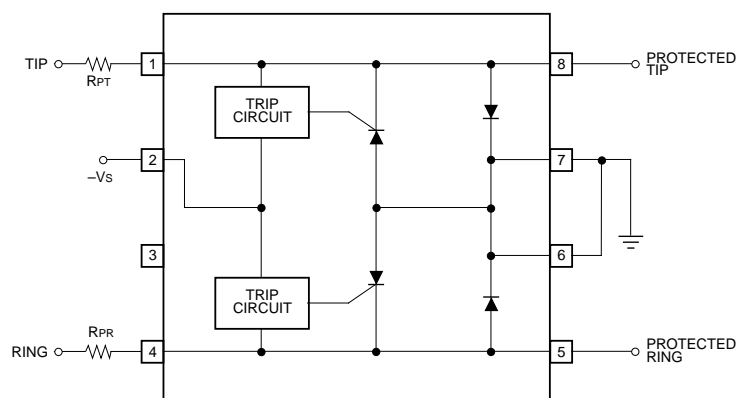 TIP
RPT
1
8
PROTECTED
TIP
TRIP
CIRCUIT
2
–VS
7
3
6
TRIP
CIRCUIT
RING
RPR
4
5
PROTECTED
RING